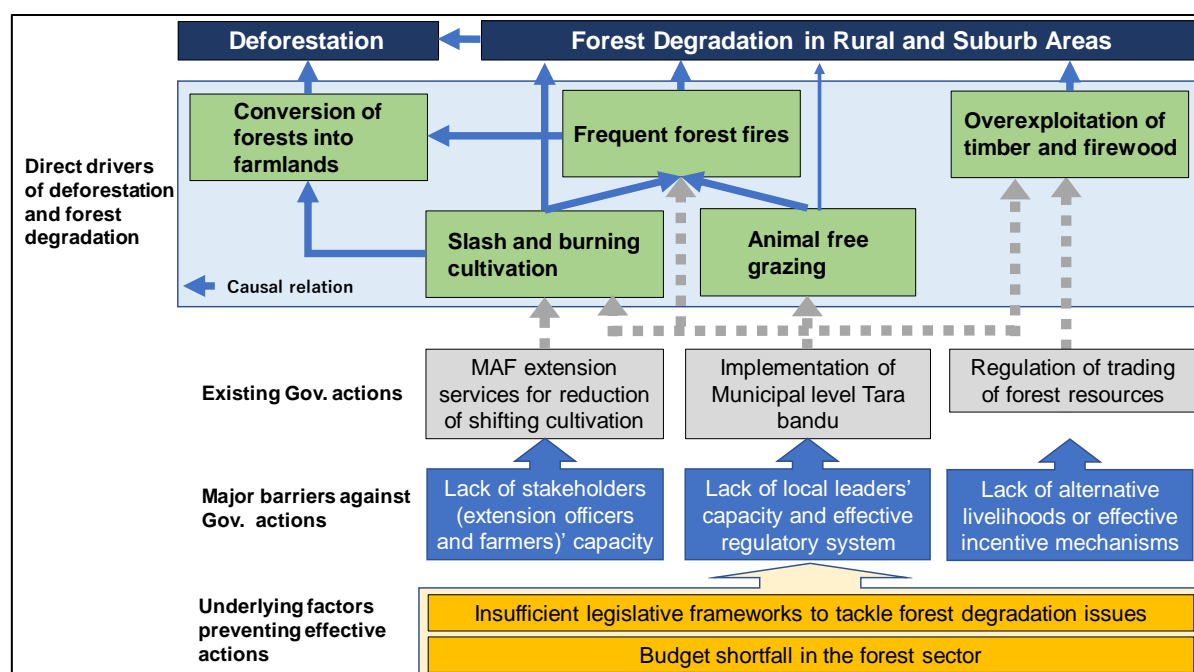 Deforestation
Forest Degradation in Rural and Suburb Areas
Direct drivers
of deforestation
and forest
degradation
Conversion of
forests into
farmlands
Frequent forest fires
Overexploitation of
timber and firewood
Slash and burning
cultivation
Animal free
grazing
Causal relation
Existing Gov. actions
MAF extension
services for reduction
of shifting cultivation
Implementation of
Municipal level Tara
bandu
Regulation of trading
of forest resources
Major barriers against
Gov. actions
Lack of stakeholders
(extension officers
and farmers)’ capacity
Lack of local leaders’
capacity and effective
regulatory system
Lack of alternative
livelihoods or effective
incentive mechanisms
Underlying factors
preventing effective
actions
Insufficient legislative frameworks to tackle forest degradation issues
Budget shortfall in the forest sector